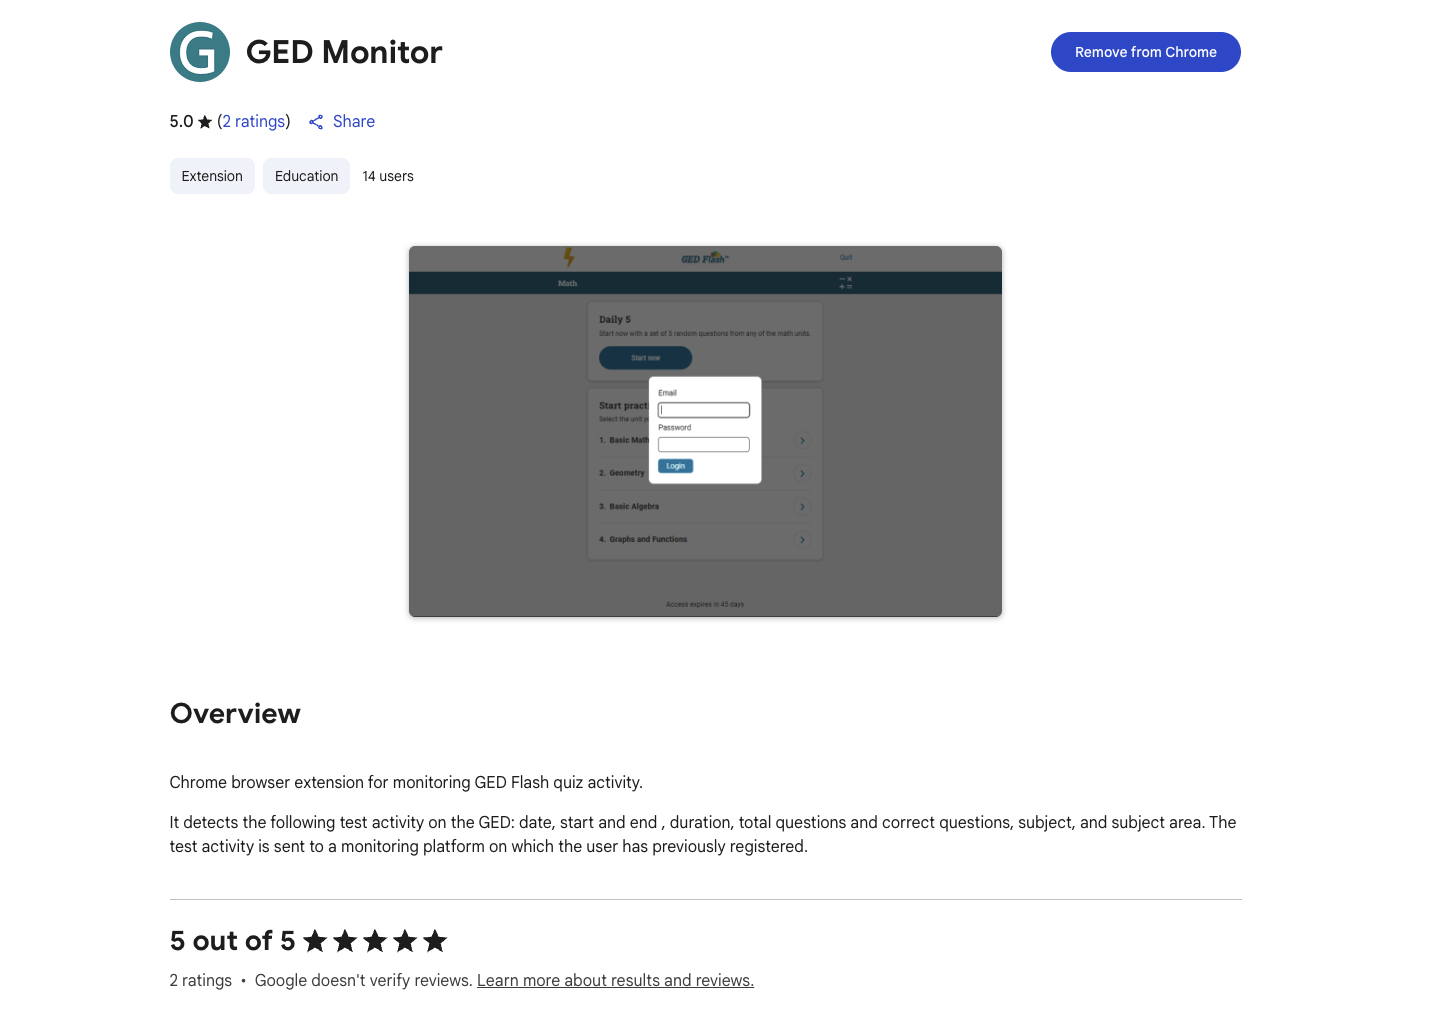 G
GED Monitor
Remove from Chrome
5.0 ★ (2 ratings) Share
Extension Education 14 users
GED Flash™ Quit
Math
Daily 5
Start now with a set of 5 random questions from any of the math units.
Start now
Email
Start pract
Select the unit
Password
1. Basic Math
Login
2. Geometry
3. Basic Algebra
4. Graphs and Functions
Access expires in 45 days
Overview
Chrome browser extension for monitoring GED Flash quiz activity.
It detects the following test activity on the GED: date, start and end , duration, total questions and correct questions, subject, and subject area. The
test activity is sent to a monitoring platform on which the user has previously registered.
5 out of 5 ★ ★ ★ ★ ★
2 ratings • Google doesn't verify reviews. Learn more about results and reviews.